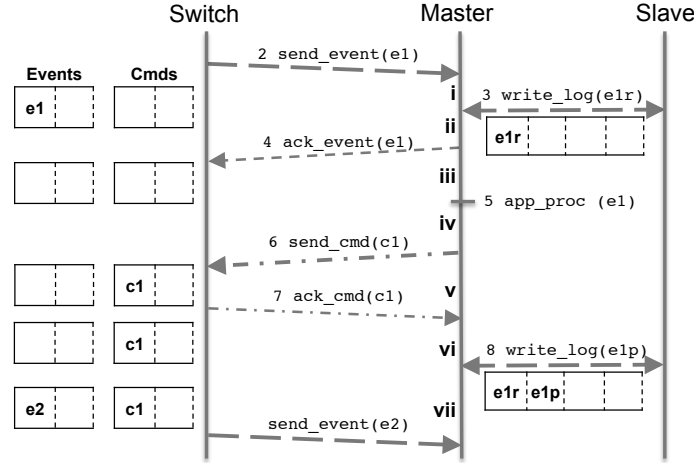 Switch Master Slave
2 send_event(e1)
Events Cmds
i 3 write_log(e1r)
e1
ii
4 ack_event(e1) e1r
iii
5 app_proc (e1)
iv
6 send_cmd(c1)
c1 v
7 ack_cmd(c1)
c1 vi 8 write_log(e1p)
e1r e1p
e2 c1 vii
send_event(e2)